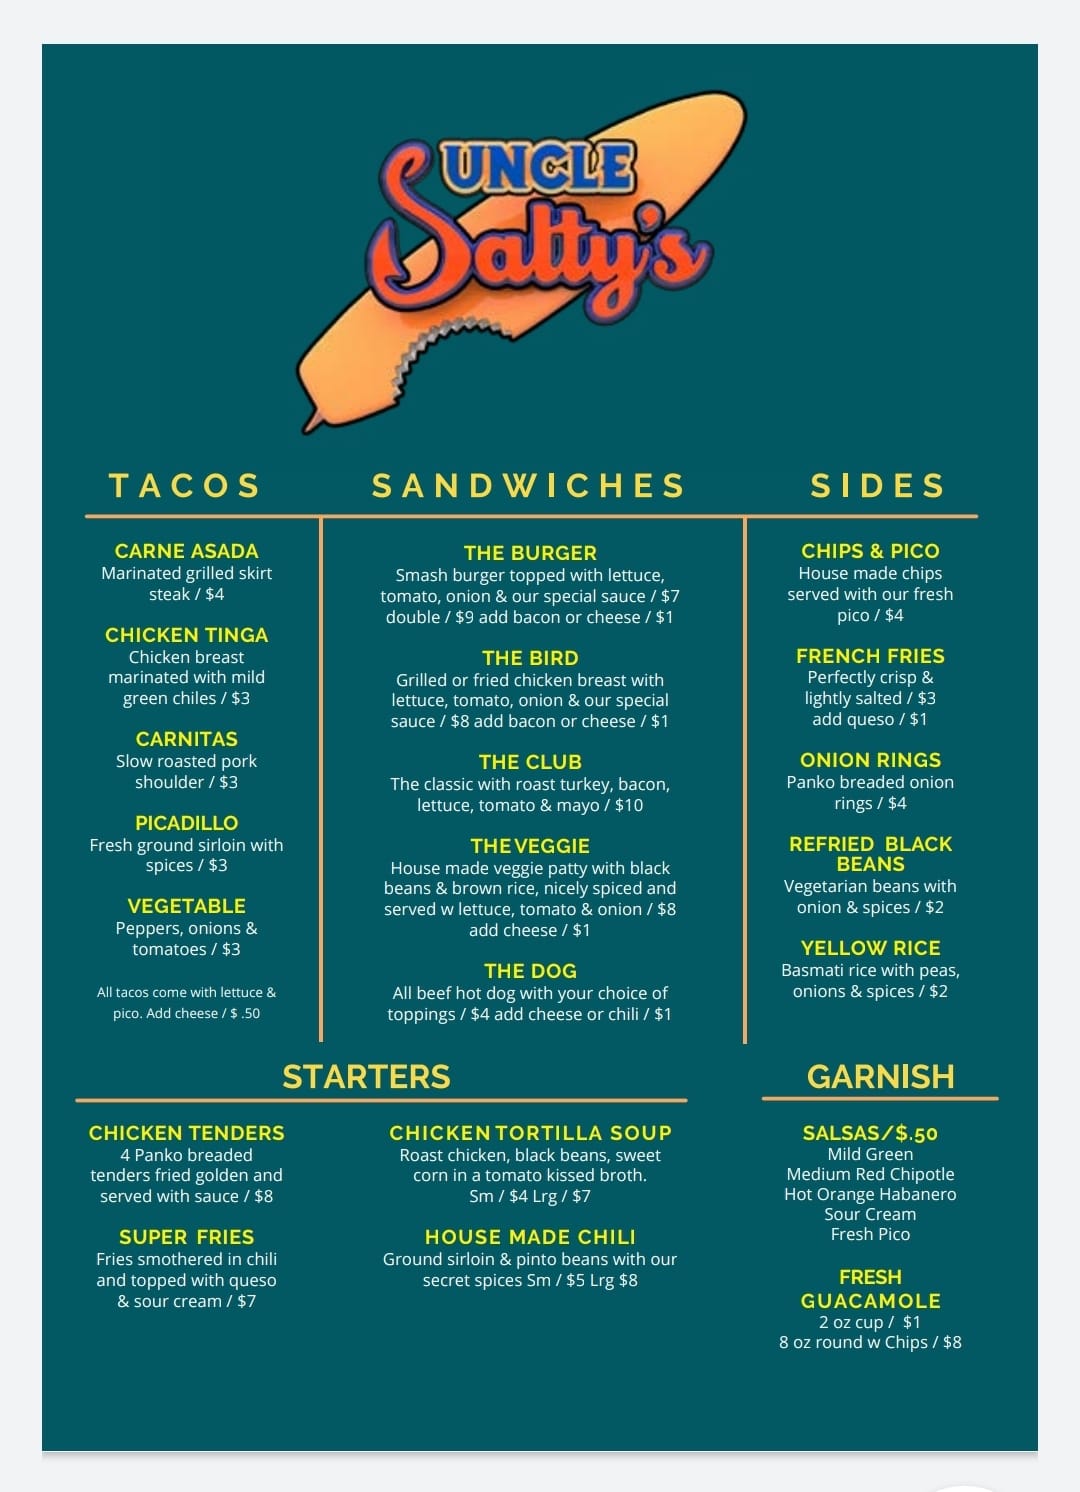 UNCLE
Salty's
TACOS
CARNE ASADA
Marinated grilled skirt
steak / $4
CHICKEN TINGA
Chicken breast
marinated with mild
green chiles / $3
CARNITAS
Slow roasted pork
shoulder / $3
PICADILLO
Fresh ground sirloin with
spices / $3
VEGETABLE
Peppers, onions &
tomatoes / $3
All tacos come with lettuce &
pico. Add cheese / $ .50
SANDWICHES
THE BURGER
Smash burger topped with lettuce,
tomato, onion & our special sauce / $7
double / $9 add bacon or cheese / $1
THE BIRD
Grilled or fried chicken breast with
lettuce, tomato, onion & our special
sauce / $8 add bacon or cheese / $1
THE CLUB
The classic with roast turkey, bacon,
lettuce, tomato & mayo / $10
THE VEGGIE
House made veggie patty with black
beans & brown rice, nicely spiced and
served w lettuce, tomato & onion / $8
add cheese / $1
THE DOG
All beef hot dog with your choice of
toppings / $4 add cheese or chili / $1
SIDES
CHIPS & PICO
House made chips
served with our fresh
pico / $4
FRENCH FRIES
Perfectly crisp &
lightly salted / $3
add queso / $1
ONION RINGS
Panko breaded onion
rings / $4
REFRIED BLACK
BEANS
Vegetarian beans with
onion & spices / $2
YELLOW RICE
Basmati rice with peas,
onions & spices / $2
STARTERS
CHICKEN TENDERS
4 Panko breaded
tenders fried golden and
served with sauce / $8
SUPER FRIES
Fries smothered in chili
and topped with queso
& sour cream / $7
CHICKEN TORTILLA SOUP
Roast chicken, black beans, sweet
corn in a tomato kissed broth.
Sm / $4 Lrg / $7
HOUSE MADE CHILI
Ground sirloin & pinto beans with our
secret spices Sm / $5 Lrg $8
GARNISH
SALSAS/$.50
Mild Green
Medium Red Chipotle
Hot Orange Habanero
Sour Cream
Fresh Pico
FRESH
GUACAMOLE
2 oz cup / $1
8 oz round w Chips / $8